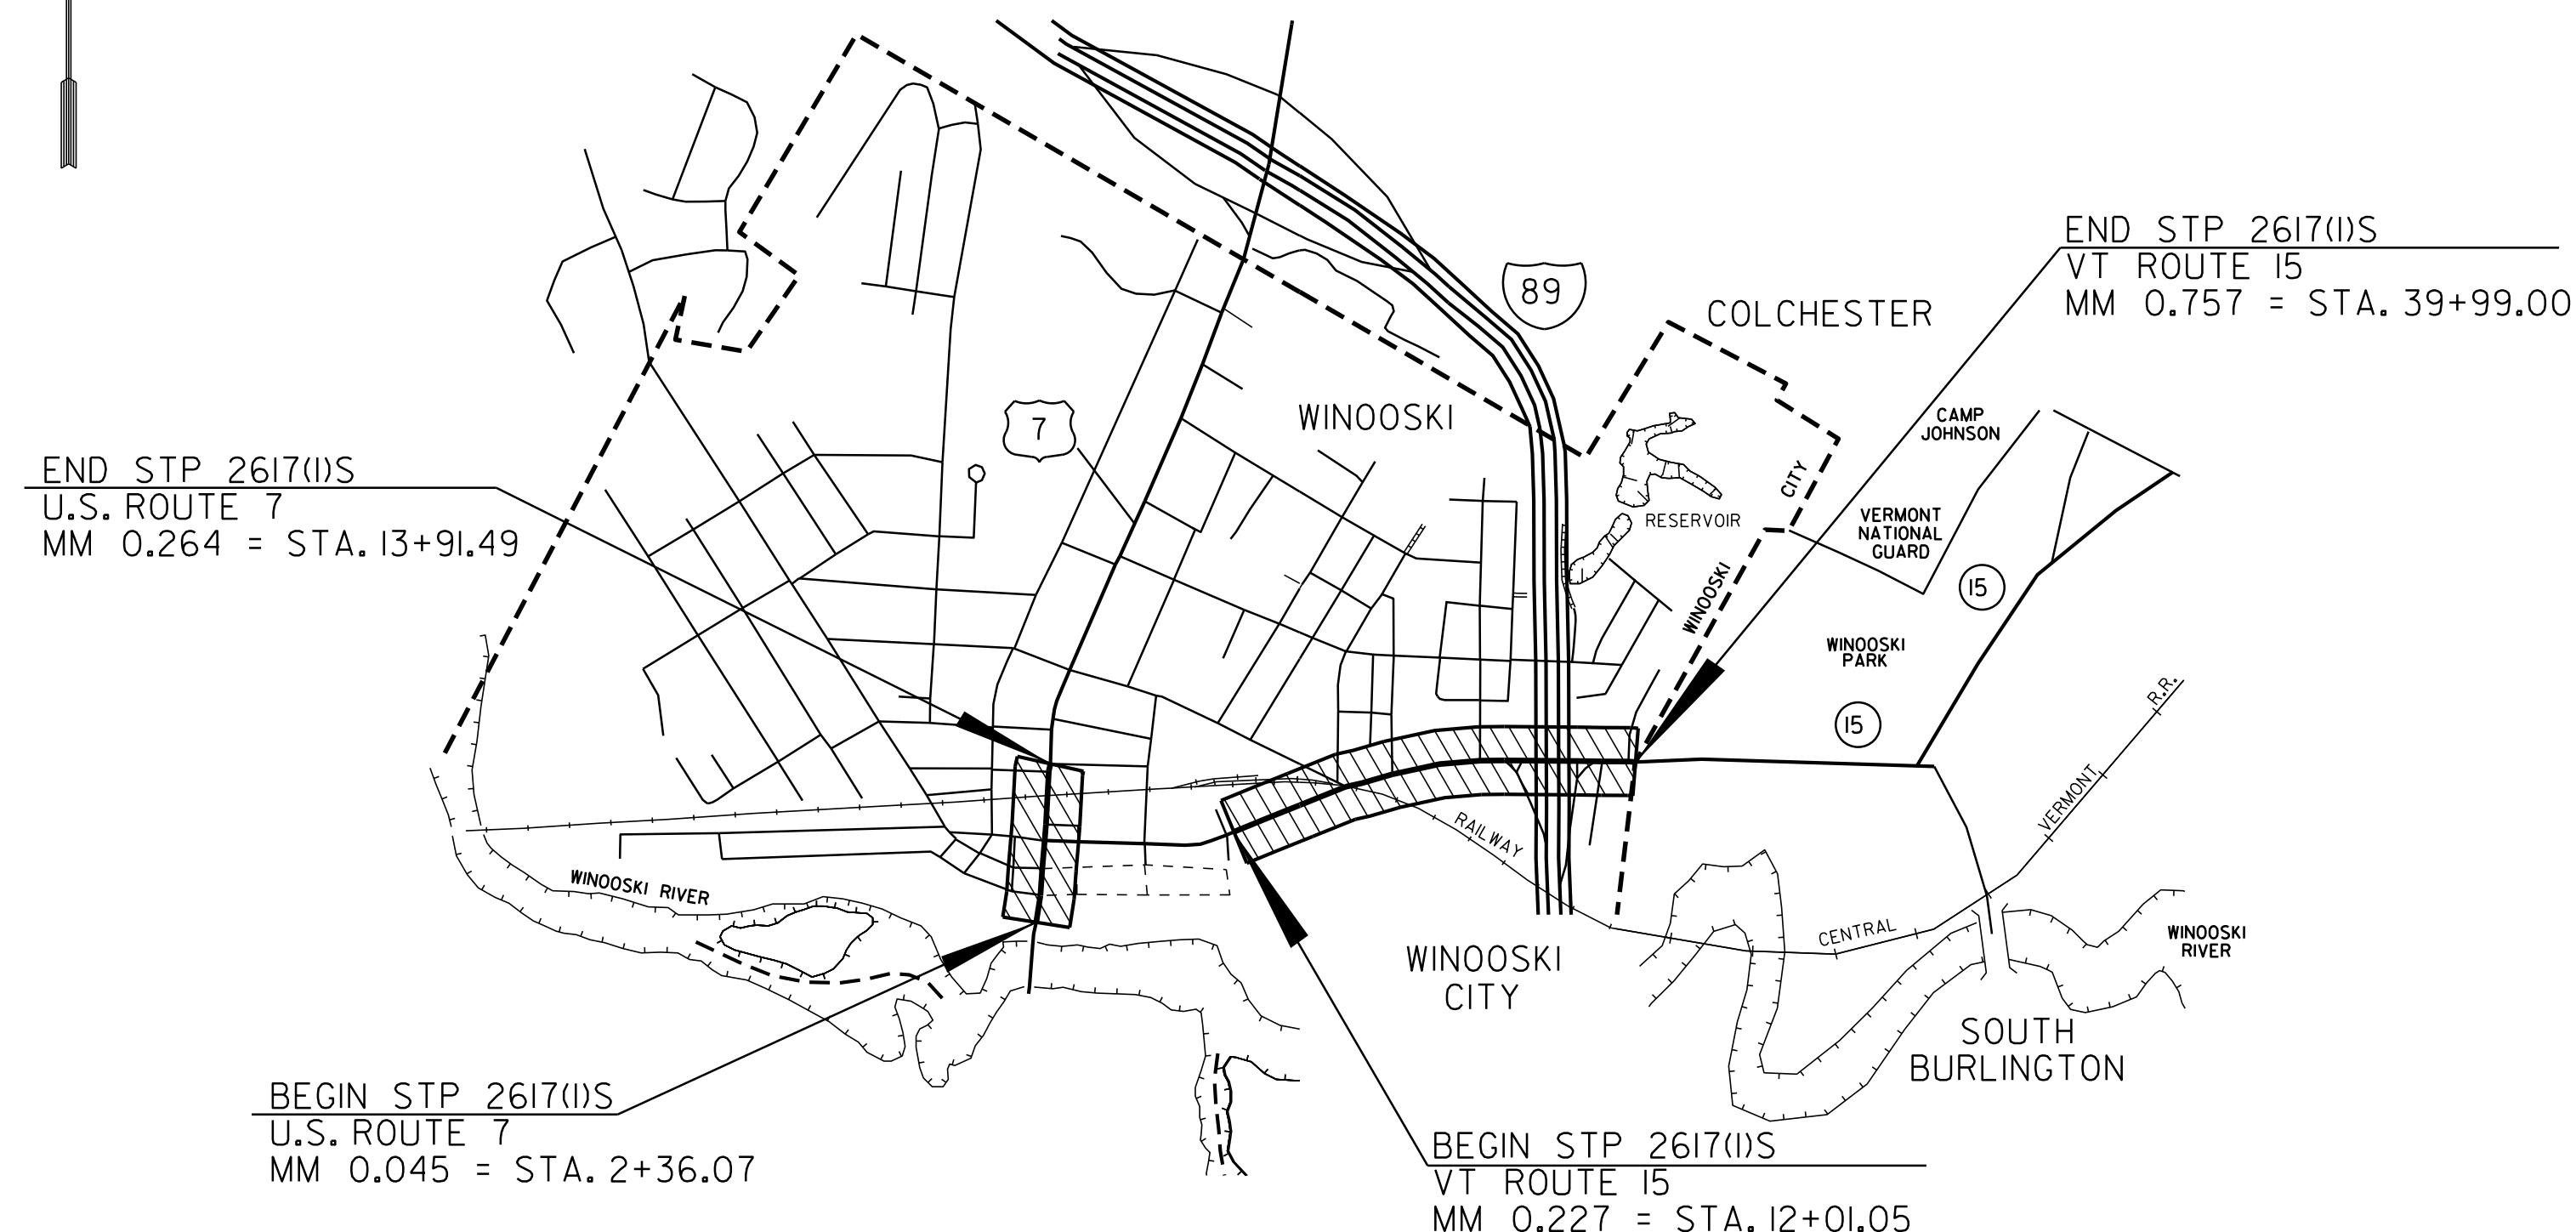 END STP 2617(1)S
VT ROUTE 15
MM 0.757 = STA. 39+99.00
89
COLCHESTER
7
WINOOSKI
CAMP
JOHNSON
END STP 2617(1)S
U.S. ROUTE 7
MM 0.264 = STA. 13+91.49
CITY
RESERVOIR
VERMONT
NATIONAL
GUARD
15
WINOOSKI
WINOOSKI
PARK
15
R.R.
VERMONT
RAILWAY
WINOOSKI RIVER
CENTRAL
WINOOSKI
RIVER
WINOOSKI
CITY
SOUTH
BURLINGTON
BEGIN STP 2617(1)S
U.S. ROUTE 7
MM 0.045 = STA. 2+36.07
BEGIN STP 2617(1)S
VT ROUTE 15
MM 0.227 = STA. 12+01.05